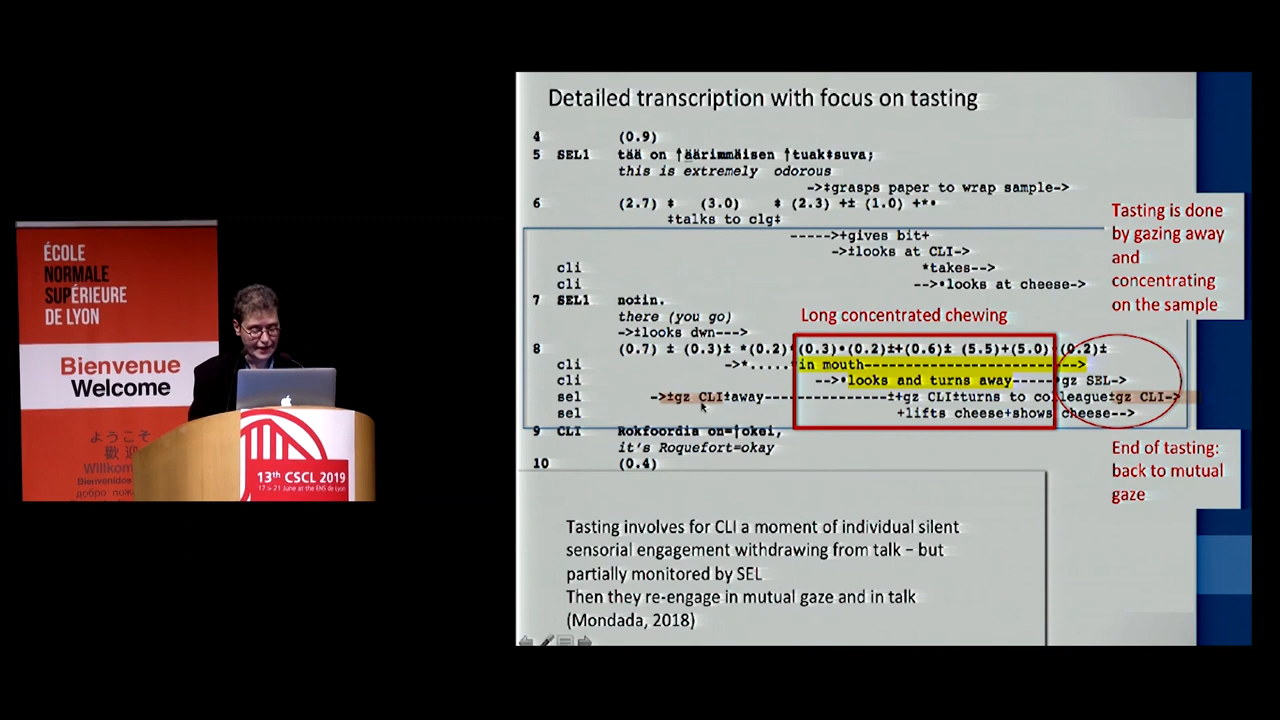 ÉCOLE
NORMALE
SUPÉRIEURE
DE LYON
Bienvenue
Welcome
ようこそ
歡迎
Willkom
Bienvenidos
добро пож
13th CSCL 2019
17 > 21 June at the ENS de Lyon
Detailed transcription with focus on tasting
4 (0.9)
5 SEL1 tää on ↑äärimmäisen ↑tuak‡suva;
this is extremely odorous
->‡grasps paper to wrap sample->
6 (2.7) ‡ (3.0) ‡ (2.3) +± (1.0) +*•
‡talks to clg‡
----->+gives bit+
->±looks at CLI->
cli *takes-->
cli -->•looks at cheese->
7 SEL1 no±in.
there (you go)
->±looks dwn--->
8 (0.7) ± (0.3)± *(0.2)*(0.3)•(0.2)±+(0.6)± (5.5)+(5.0)•(0.2)±
cli ->*.....*in mouth-------------------------->
cli -->•looks and turns away-----•gz SEL->
sel ->±gz CLI±away---------------±+gz CLI±turns to colleague±gz CLI->
sel +lifts cheese+shows cheese-->
9 CLI Rokfoordia on=↑okei,
it's Roquefort=okay
10 (0.4)
Long concentrated chewing
Tasting is done
by gazing away
and
concentrating
on the sample
End of tasting:
back to mutual
gaze
Tasting involves for CLI a moment of individual silent
sensorial engagement withdrawing from talk – but
partially monitored by SEL
Then they re-engage in mutual gaze and in talk
(Mondada, 2018)